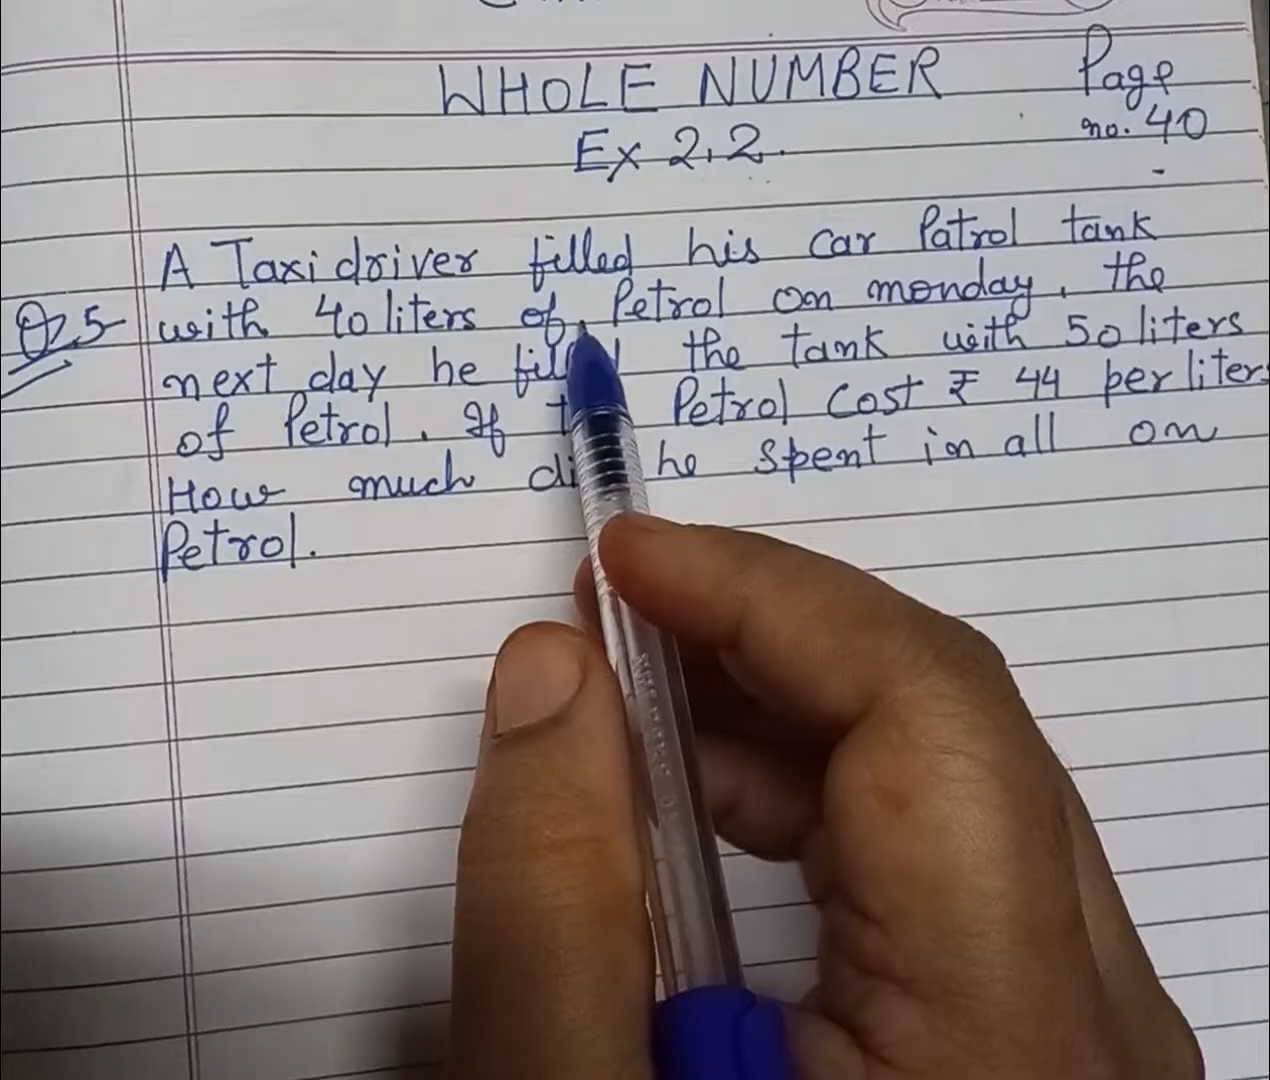 WHOLE NUMBER
Page
no. 40
Ex 2.2.
A Taxi driver filled his car Patrol tank
Q5 with 40 liters of Petrol on monday. the
next day he the tank with 50 liters
of Petrol. If Petrol cost ₹ 44 per liters
How much he spent in all on
Petrol.